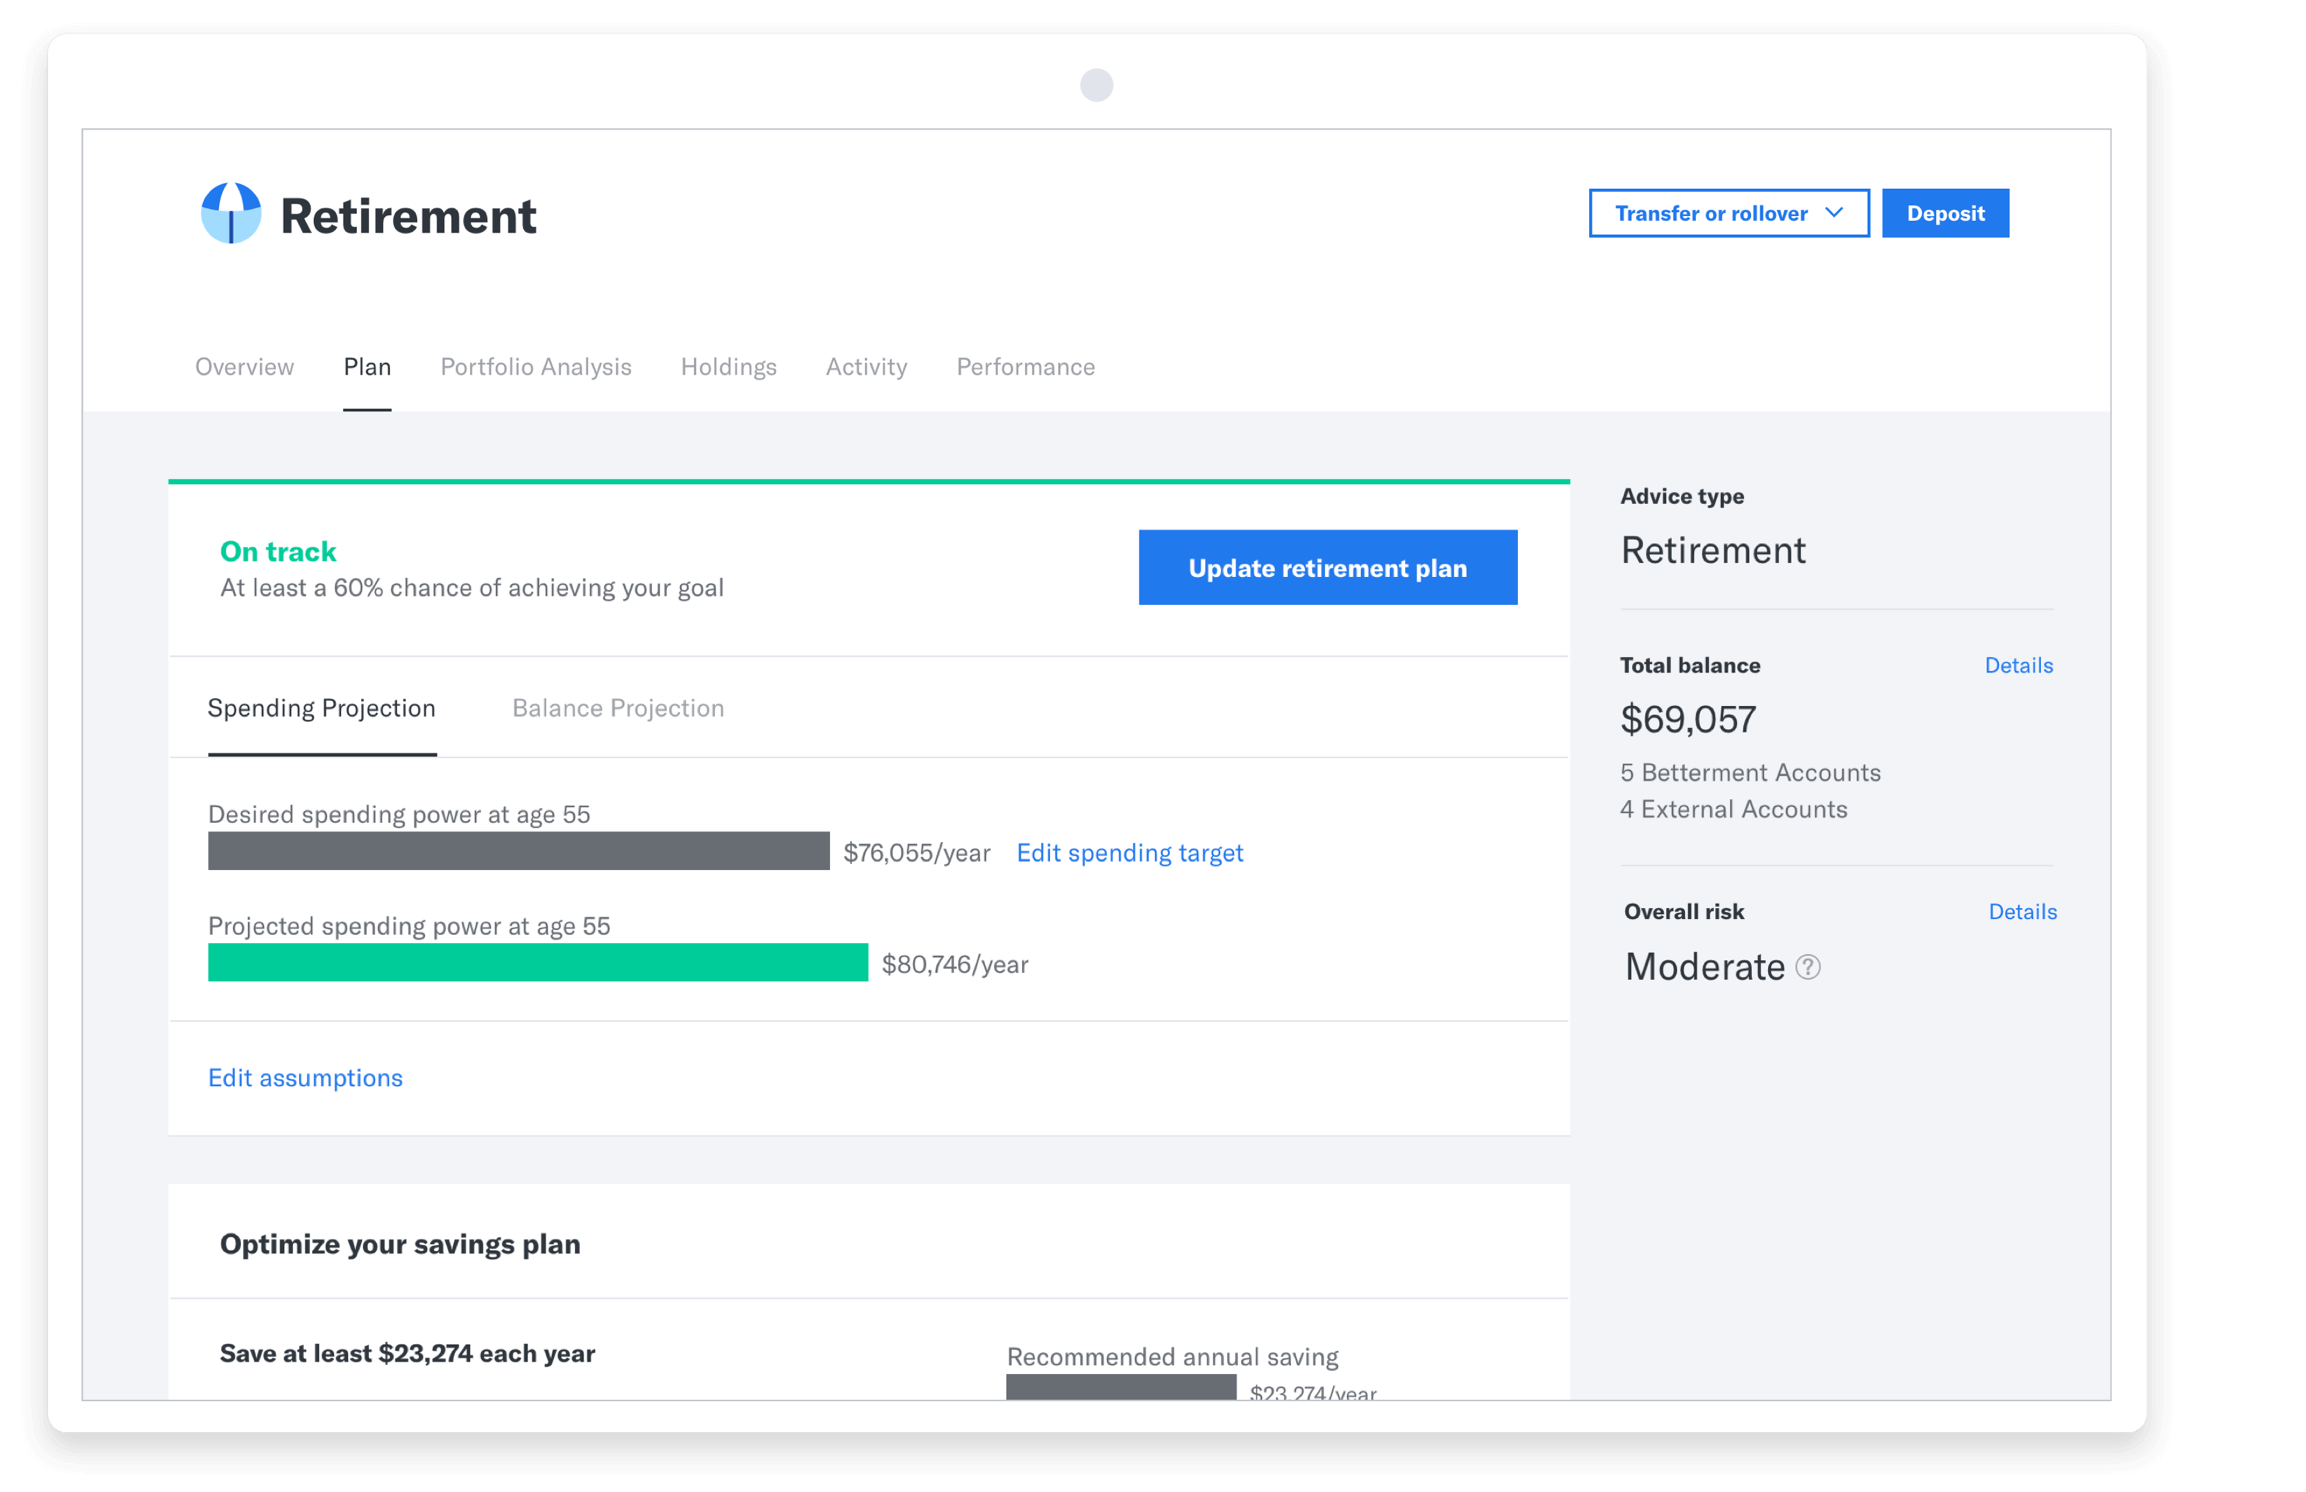 Retirement
Transfer or rollover
Deposit
Overview
Plan
Portfolio Analysis
Holdings
Activity
Performance
On track
At least a 60% chance of achieving your goal
Update retirement plan
Spending Projection
Balance Projection
Desired spending power at age 55
$76,055/year
Edit spending target
Projected spending power at age 55
$80,746/year
Edit assumptions
Optimize your savings plan
Save at least $23,274 each year
Recommended annual saving
$23,274/year
Advice type
Retirement
Total balance
Details
$69,057
5 Betterment Accounts
4 External Accounts
Overall risk
Details
Moderate ?